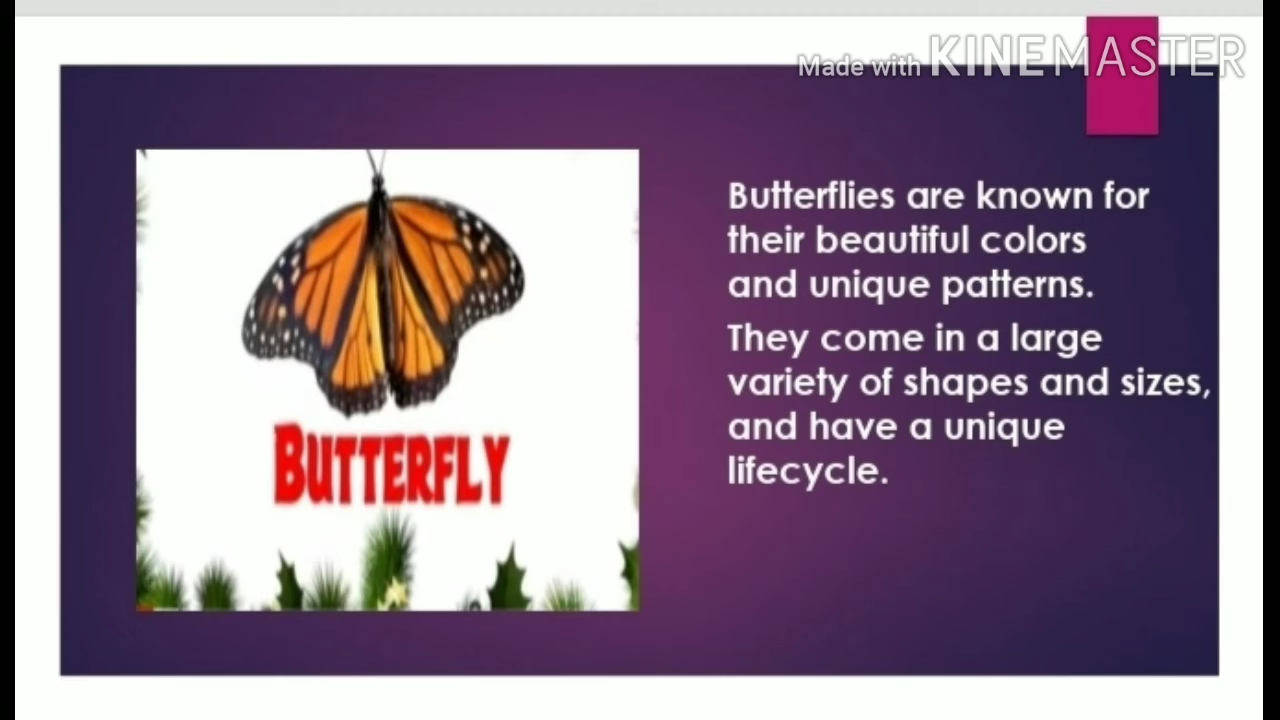 Made with KINEMASTER
Butterflies are known for
their beautiful colors
and unique patterns.
They come in a large
variety of shapes and sizes,
and have a unique
lifecycle.
BUTTERFLY